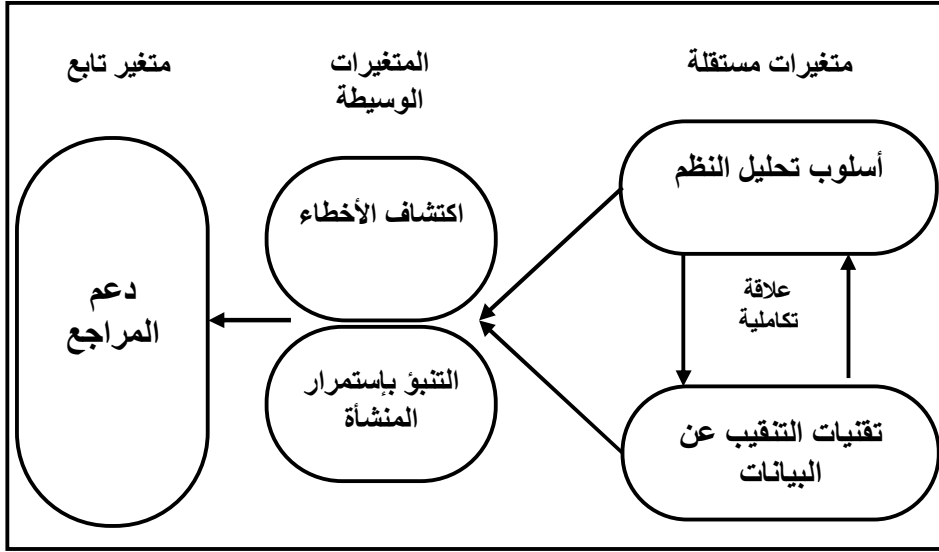 متغيرات مستقلة
المتغيرات
الوسيطة
متغير تابع
أسلوب تحليل النظم
علاقة
تكاملية
تقنيات التنقيب عن
البيانات
اكتشاف الأخطاء
التنبؤ بإستمرار
المنشأة
دعم
المراجع